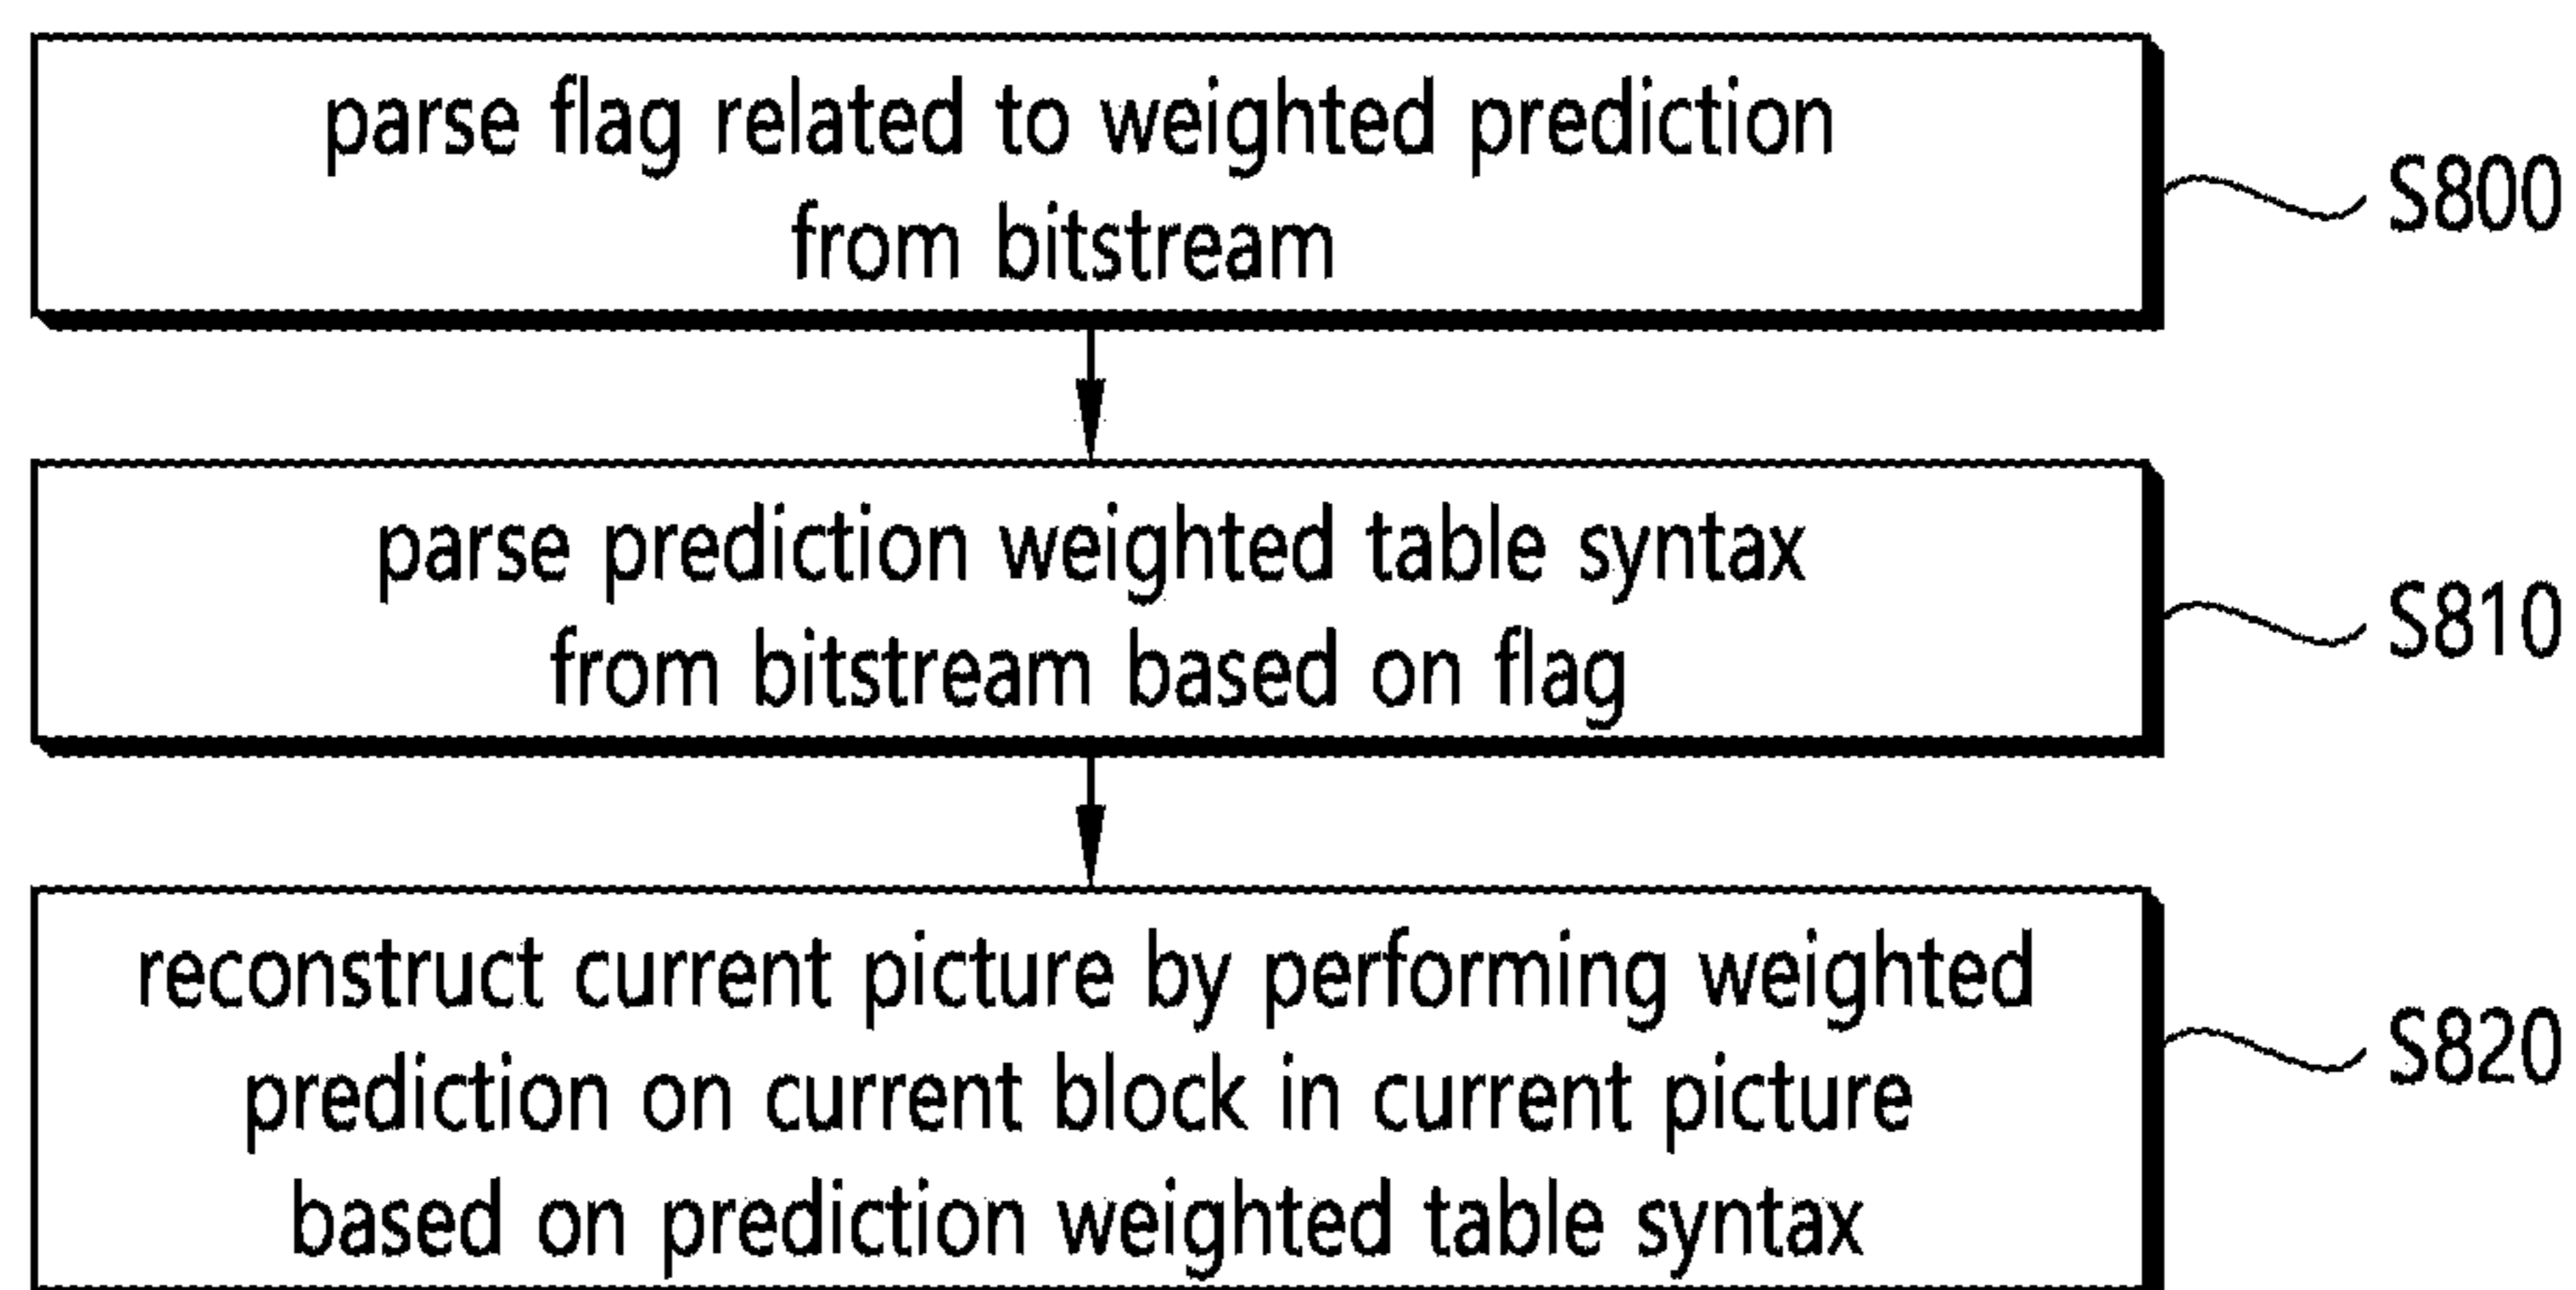 parse flag related to weighted prediction
from bitstream
S800
parse prediction weighted table syntax
from bitstream based on flag
S810
reconstruct current picture by performing weighted
prediction on current block in current picture
based on prediction weighted table syntax
S820